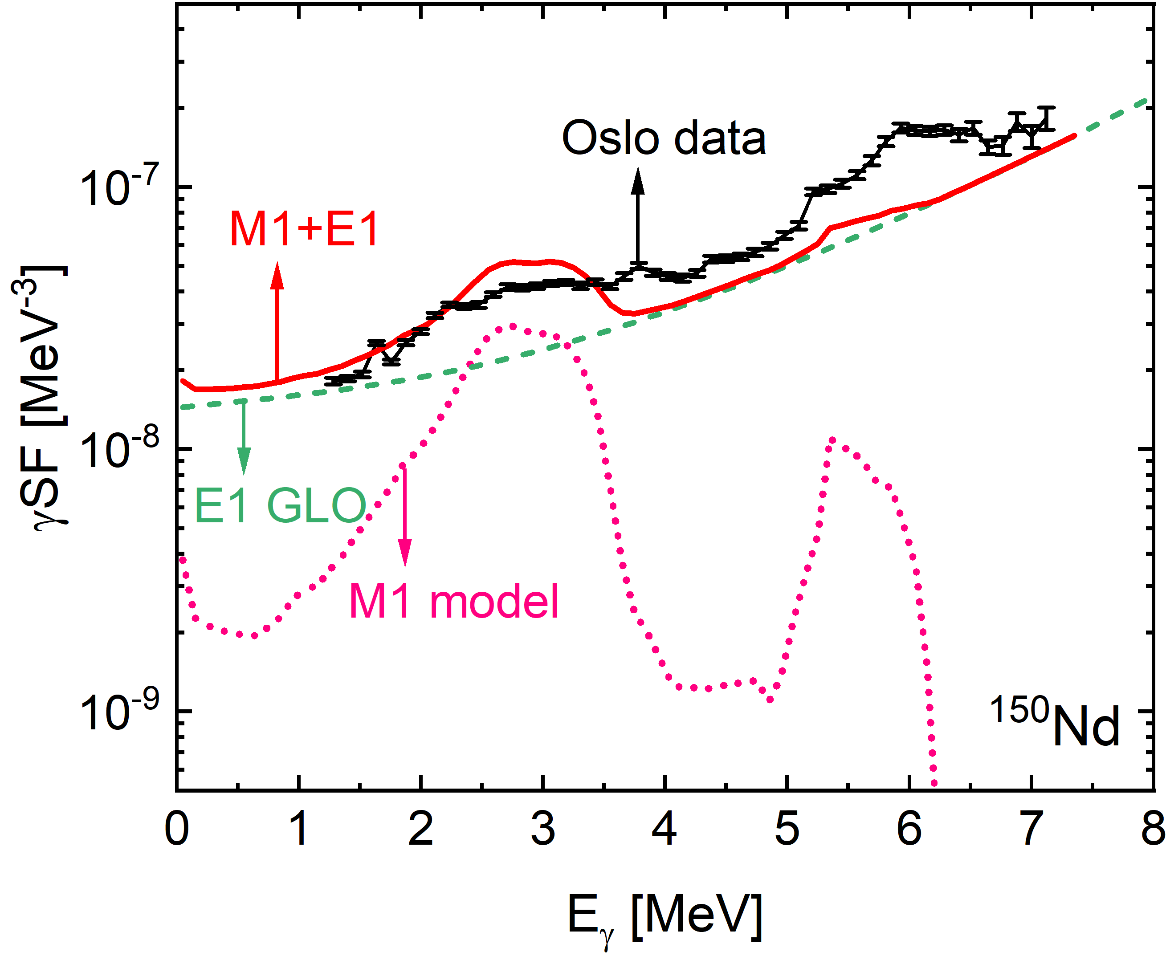 Oslo data
10⁻⁷
M1+E1
γSF [MeV⁻³]
10⁻⁸
E1 GLO
M1 model
10⁻⁹
¹⁵⁰Nd
0 1 2 3 4 5 6 7 8
Eᵧ [MeV]